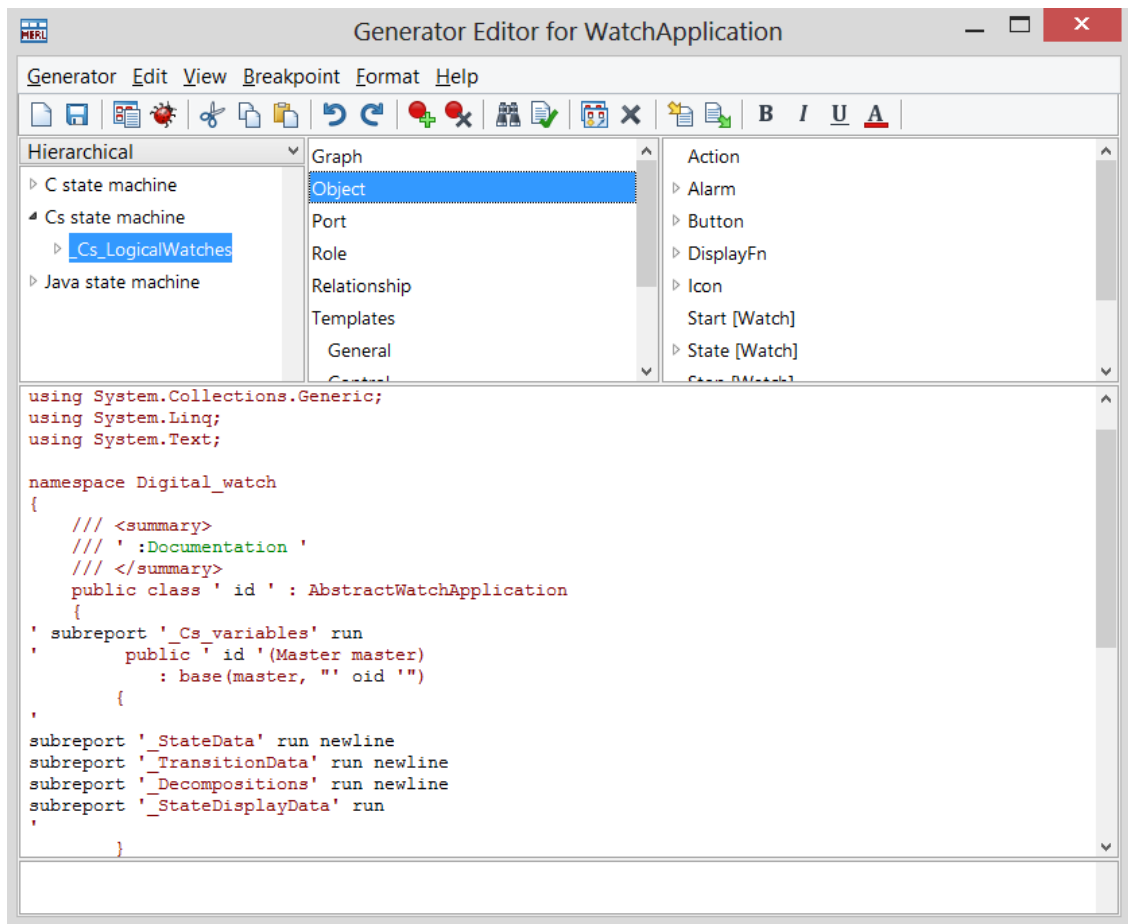 MERL
Generator Editor for WatchApplication
Generator Edit View Breakpoint Format Help
B I U A
Hierarchical
C state machine
Cs state machine
_Cs_LogicalWatches
Java state machine
Graph
Object
Port
Role
Relationship
Templates
General
Control
Action
Alarm
Button
DisplayFn
Icon
Start [Watch]
State [Watch]
Stop [Watch]
using System.Collections.Generic;
using System.Linq;
using System.Text;
namespace Digital_watch
{
/// <summary>
/// ' :Documentation '
/// </summary>
public class ' id ' : AbstractWatchApplication
{
' subreport '_Cs_variables' run
' public ' id '(Master master)
: base(master, "' oid '")
{
'
subreport '_StateData' run newline
subreport '_TransitionData' run newline
subreport '_Decompositions' run newline
subreport '_StateDisplayData' run
'
}